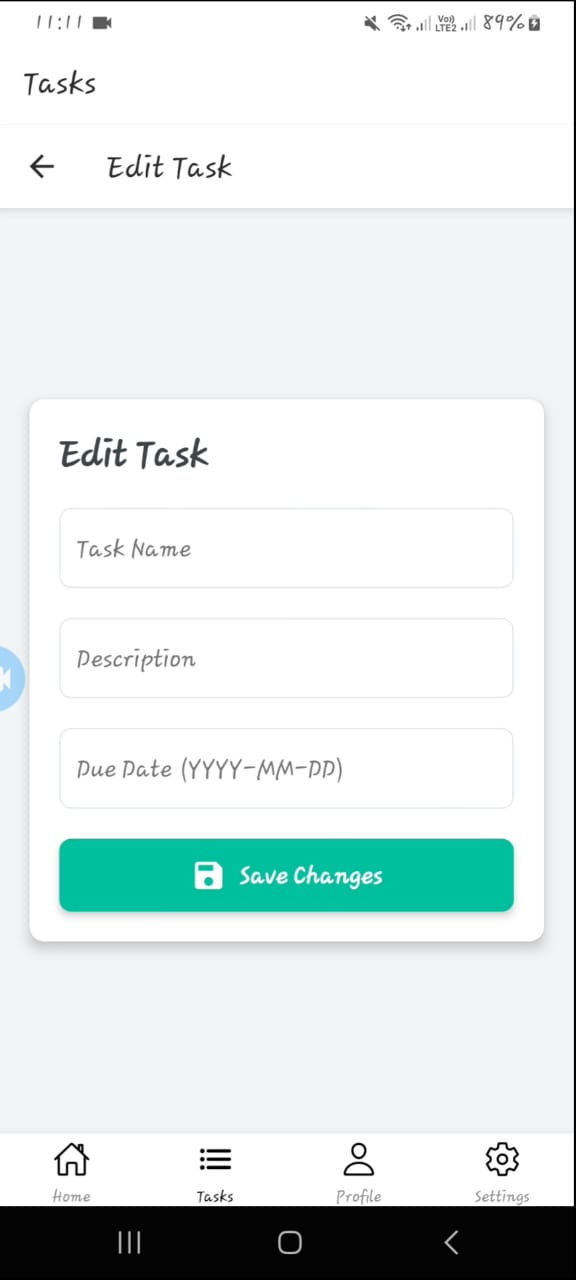 11:11 Vo)) LTE2 89%
Tasks
Edit Task
Edit Task
Task Name
Description
Due Date (YYYY-MM-DD)
Save Changes
Home Tasks Profile Settings